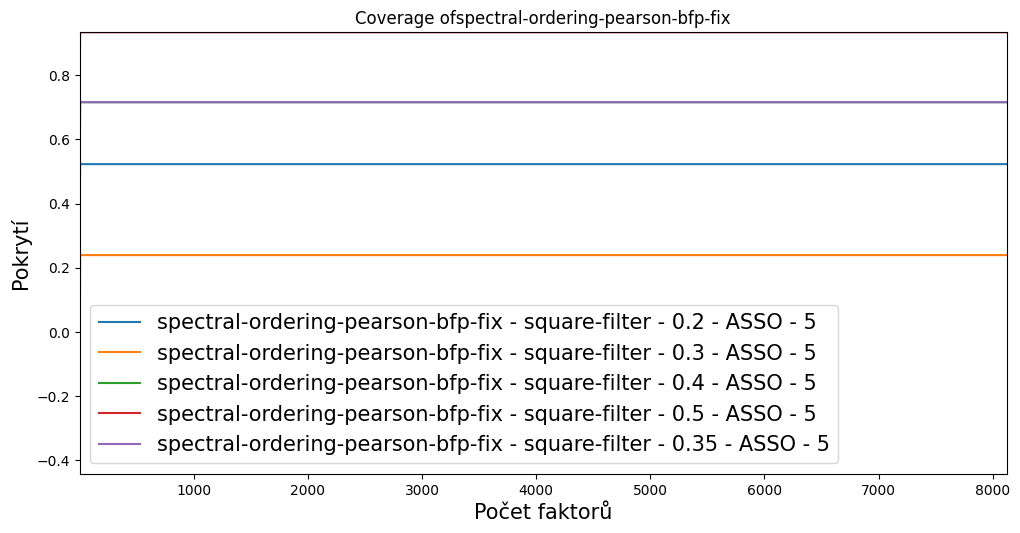 Coverage ofspectral-ordering-pearson-bfp-fix
0.8
0.6
0.4
0.2
0.0
−0.2
−0.4
Pokrytí
spectral-ordering-pearson-bfp-fix - square-filter - 0.2 - ASSO - 5
spectral-ordering-pearson-bfp-fix - square-filter - 0.3 - ASSO - 5
spectral-ordering-pearson-bfp-fix - square-filter - 0.4 - ASSO - 5
spectral-ordering-pearson-bfp-fix - square-filter - 0.5 - ASSO - 5
spectral-ordering-pearson-bfp-fix - square-filter - 0.35 - ASSO - 5
1000 2000 3000 4000 5000 6000 7000 8000
Počet faktorů